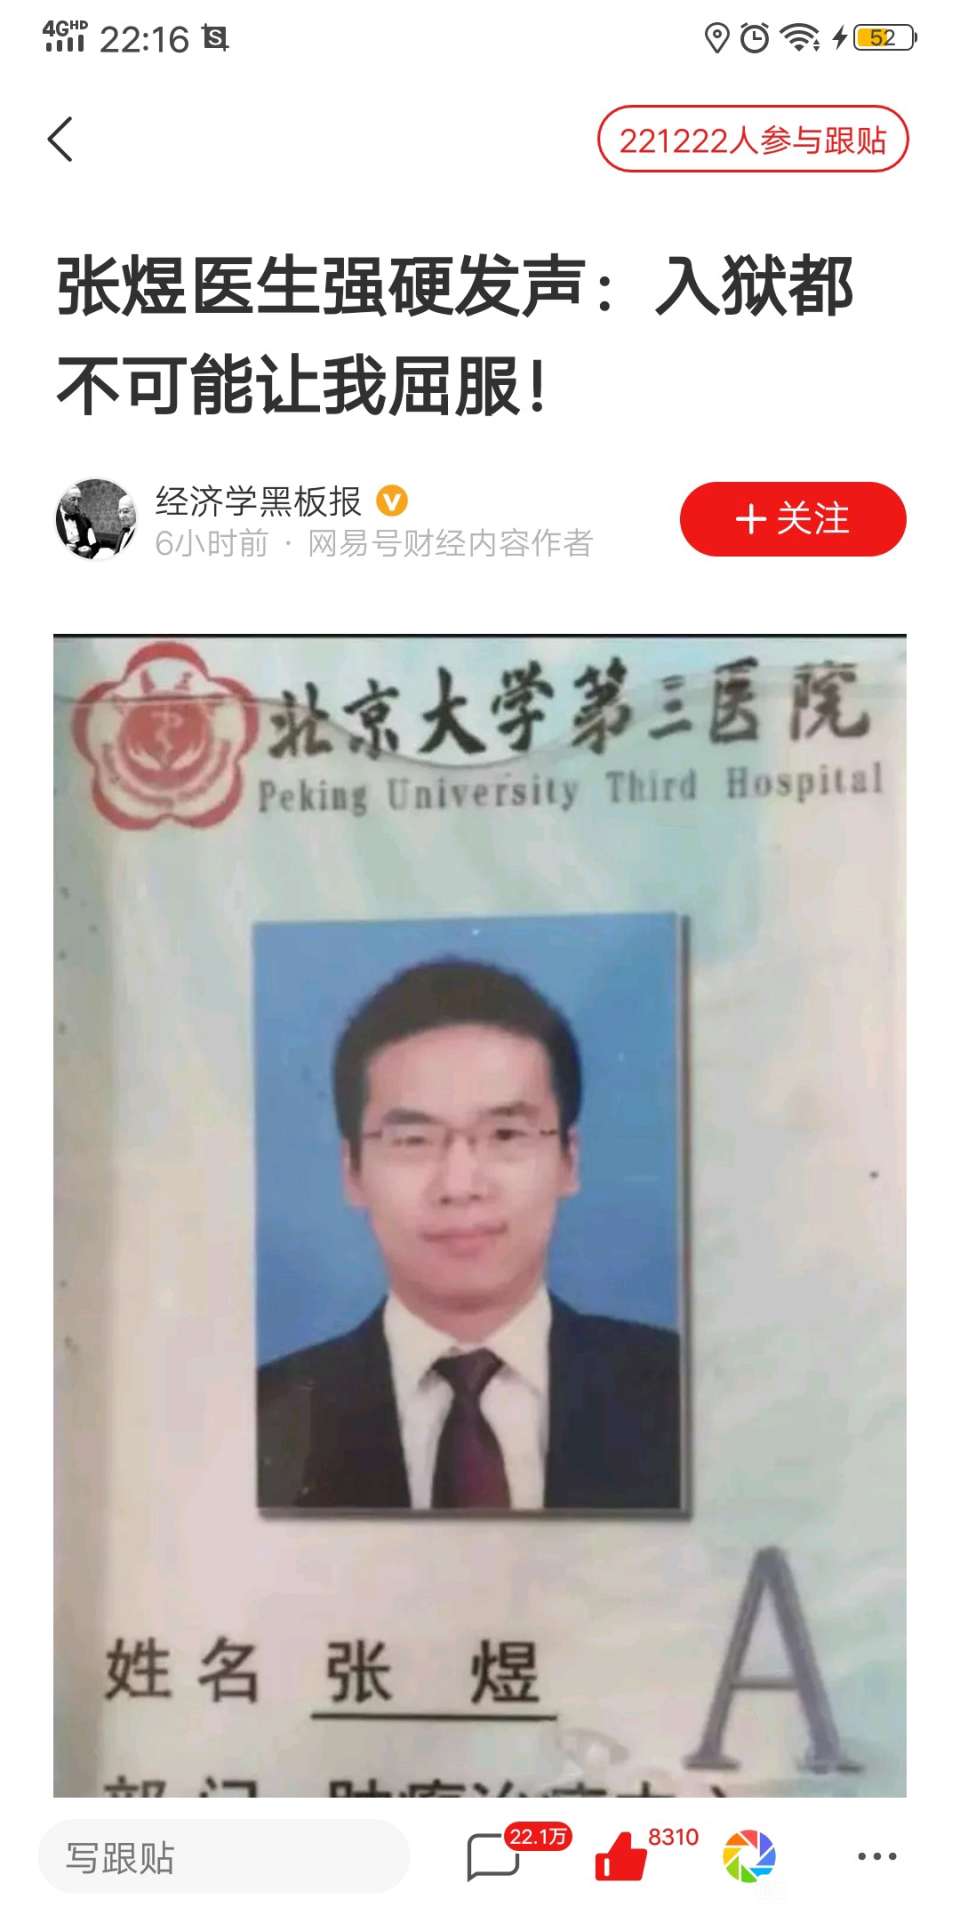 4GHD 22:16 52
221222人参与跟贴
张煜医生强硬发声：入狱都
不可能让我屈服！
经济学黑板报
6小时前 · 网易号财经内容作者
+关注
北京大学第三医院
Peking University Third Hospital
A
姓名 张 煜
写跟贴
22.1万
8310